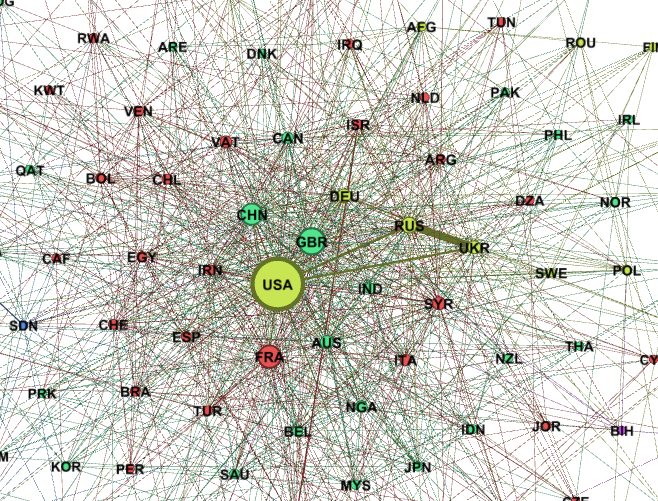 AFG
TUN
RWA
ARE
DNK
IRQ
ROU
KWT
VEN
NLD
PAK
ISR
IRL
VAT
CAN
PHL
ARG
QAT
BOL
CHL
DEU
DZA
NOR
CHN
RUS
GBR
UKR
CAF
EGY
IRN
USA
IND
SWE
POL
SYR
SDN
CHE
ESP
AUS
THA
FRA
ITA
NZL
CY
PRK
BRA
TUR
NGA
BEL
IDN
JOR
BIH
M
KOR
PER
SAU
JPN
MYS